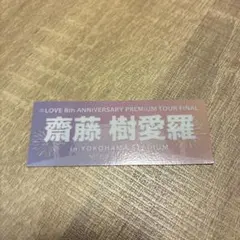 =LOVE 8th ANNIVERSARY PREMIUM TOUR FINAL
齋藤 樹愛羅
in YOKOHAMA STADIUM